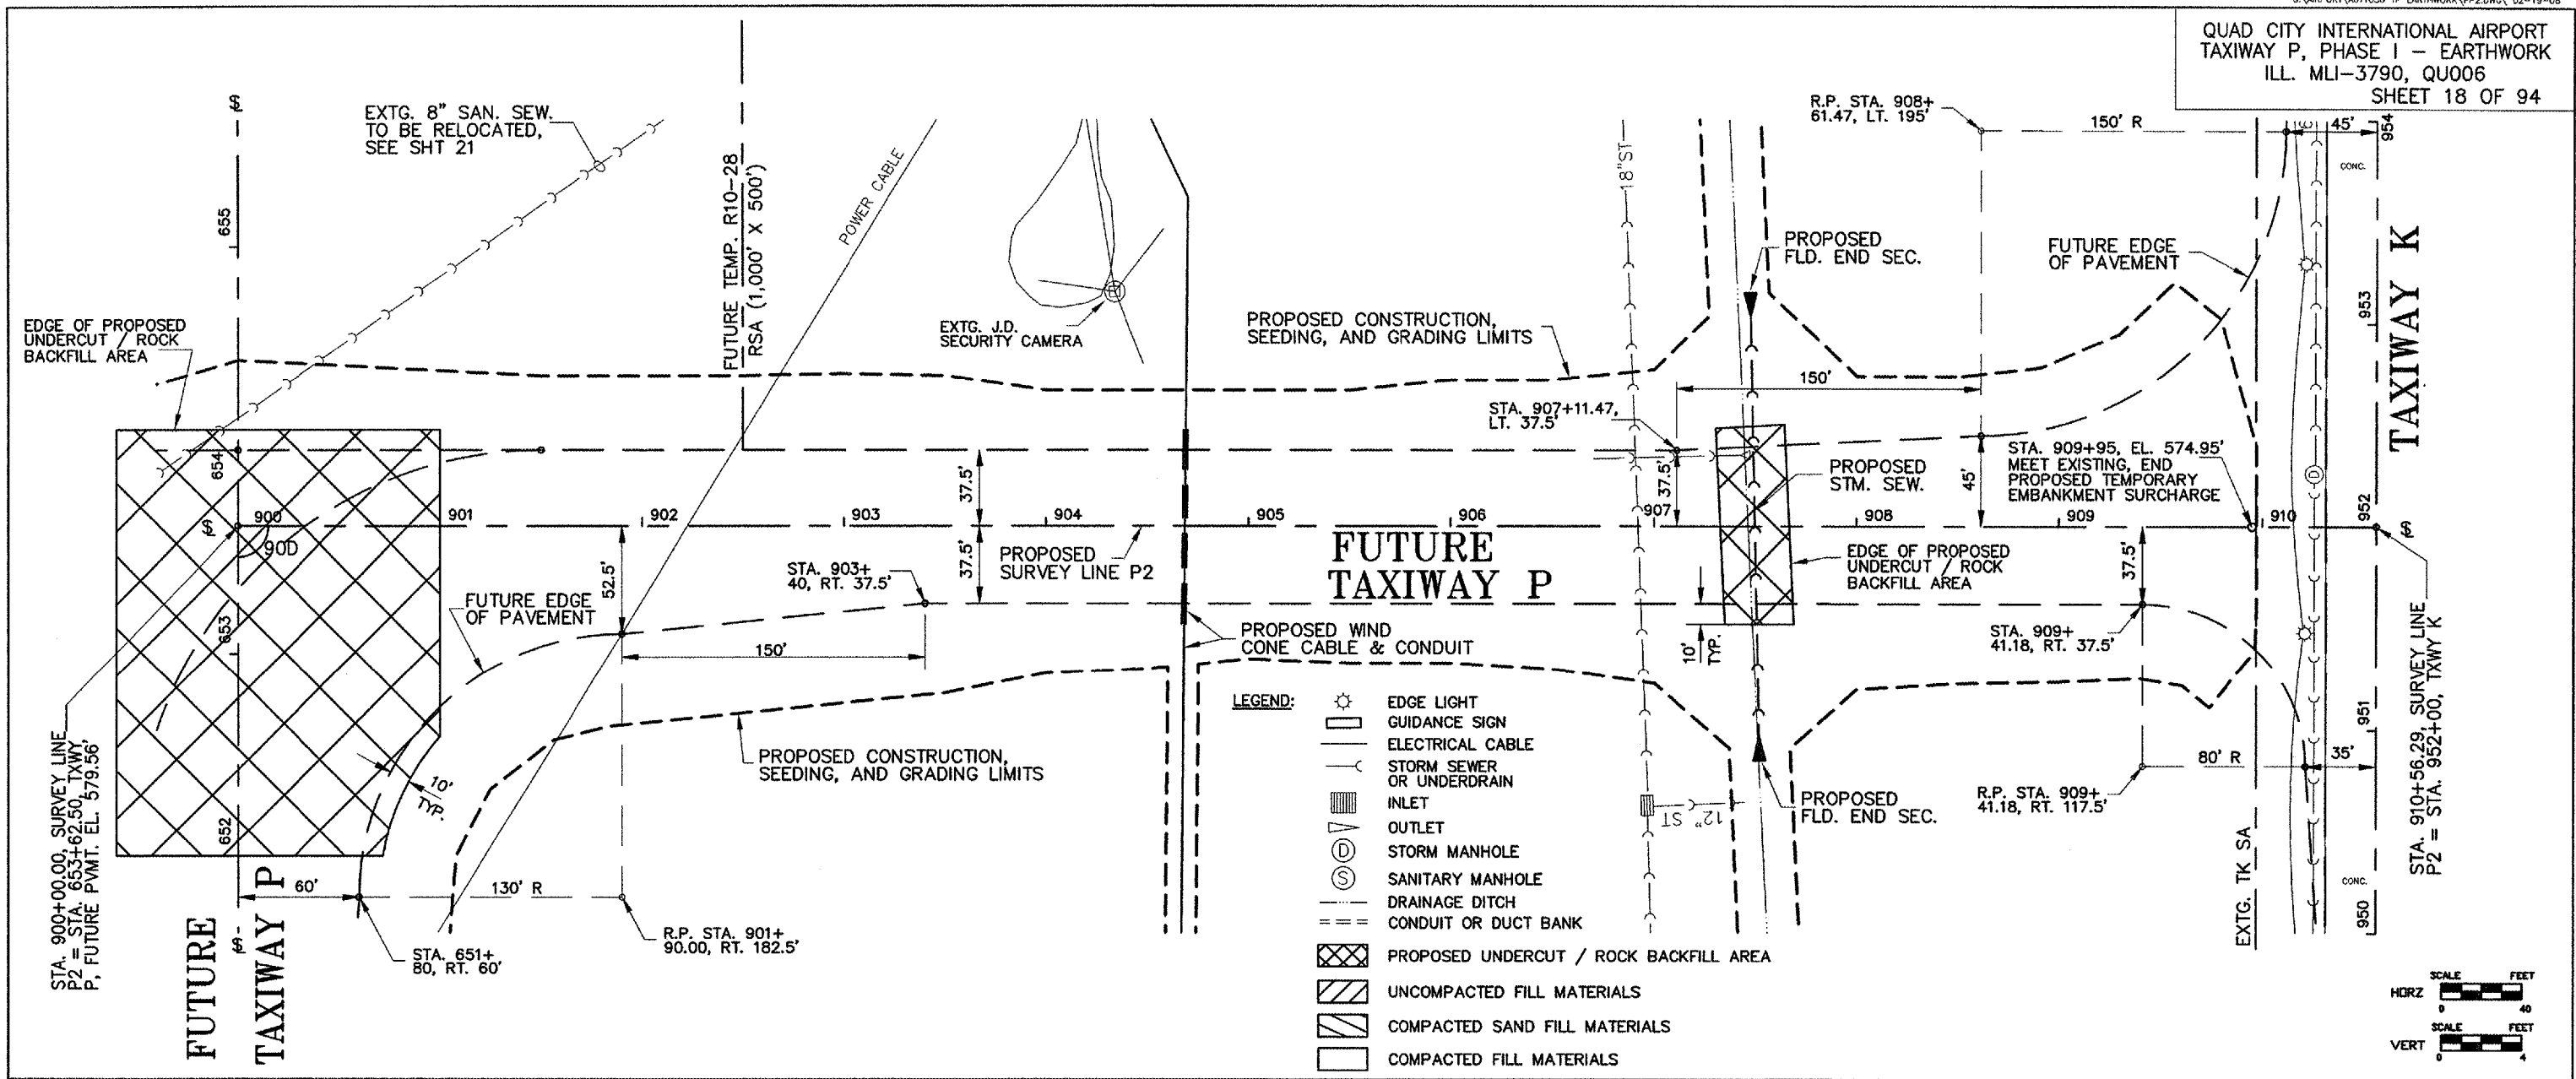 QUAD CITY INTERNATIONAL AIRPORT
TAXIWAY P, PHASE I – EARTHWORK
ILL. MLI–3790, QU006
SHEET 18 OF 94
EXTG. 8" SAN. SEW.
TO BE RELOCATED,
SEE SHT 21
655
FUTURE TEMP. R10–28
RSA (1,000' X 500')
POWER CABLE
EXTG. J.D.
SECURITY CAMERA
18"ST
R.P. STA. 908+
61.47, LT. 195'
150' R
45'
954
CONC.
PROPOSED
FLD. END SEC.
FUTURE EDGE
OF PAVEMENT
TAXIWAY K
953
EDGE OF PROPOSED
UNDERCUT / ROCK
BACKFILL AREA
PROPOSED CONSTRUCTION,
SEEDING, AND GRADING LIMITS
150'
STA. 907+11.47,
LT. 37.5'
654
37.5'
37.5'
PROPOSED
STM. SEW.
45'
STA. 909+95, EL. 574.95'
MEET EXISTING, END
PROPOSED TEMPORARY
EMBANKMENT SURCHARGE
952
900
901
902
903
904
905
906
907
908
909
910
90D
52.5'
37.5'
STA. 903+
40, RT. 37.5'
PROPOSED
SURVEY LINE P2
FUTURE
TAXIWAY P
EDGE OF PROPOSED
UNDERCUT / ROCK
BACKFILL AREA
37.5'
653
FUTURE EDGE
OF PAVEMENT
150'
PROPOSED WIND
CONE CABLE & CONDUIT
10'
TYP.
STA. 909+
41.18, RT. 37.5'
STA. 910+56.29, SURVEY LINE
P2 = STA. 952+00, TXWY K
951
STA. 900+00.00, SURVEY LINE
P2 = STA. 653+62.50, TXWY
P, FUTURE PVMT. EL. 579.56'
10'
TYP.
PROPOSED CONSTRUCTION,
SEEDING, AND GRADING LIMITS
80' R
35'
R.P. STA. 909+
41.18, RT. 117.5'
PROPOSED
FLD. END SEC.
12" ST
652
60'
130' R
STA. 651+
80, RT. 60'
R.P. STA. 901+
90.00, RT. 182.5'
FUTURE
TAXIWAY P
EXTG. TK SA
CONC.
950
LEGEND:
EDGE LIGHT
GUIDANCE SIGN
ELECTRICAL CABLE
STORM SEWER
OR UNDERDRAIN
INLET
OUTLET
D STORM MANHOLE
S SANITARY MANHOLE
DRAINAGE DITCH
CONDUIT OR DUCT BANK
PROPOSED UNDERCUT / ROCK BACKFILL AREA
UNCOMPACTED FILL MATERIALS
COMPACTED SAND FILL MATERIALS
COMPACTED FILL MATERIALS
SCALE FEET
HORZ
0 40
SCALE FEET
VERT
0 4